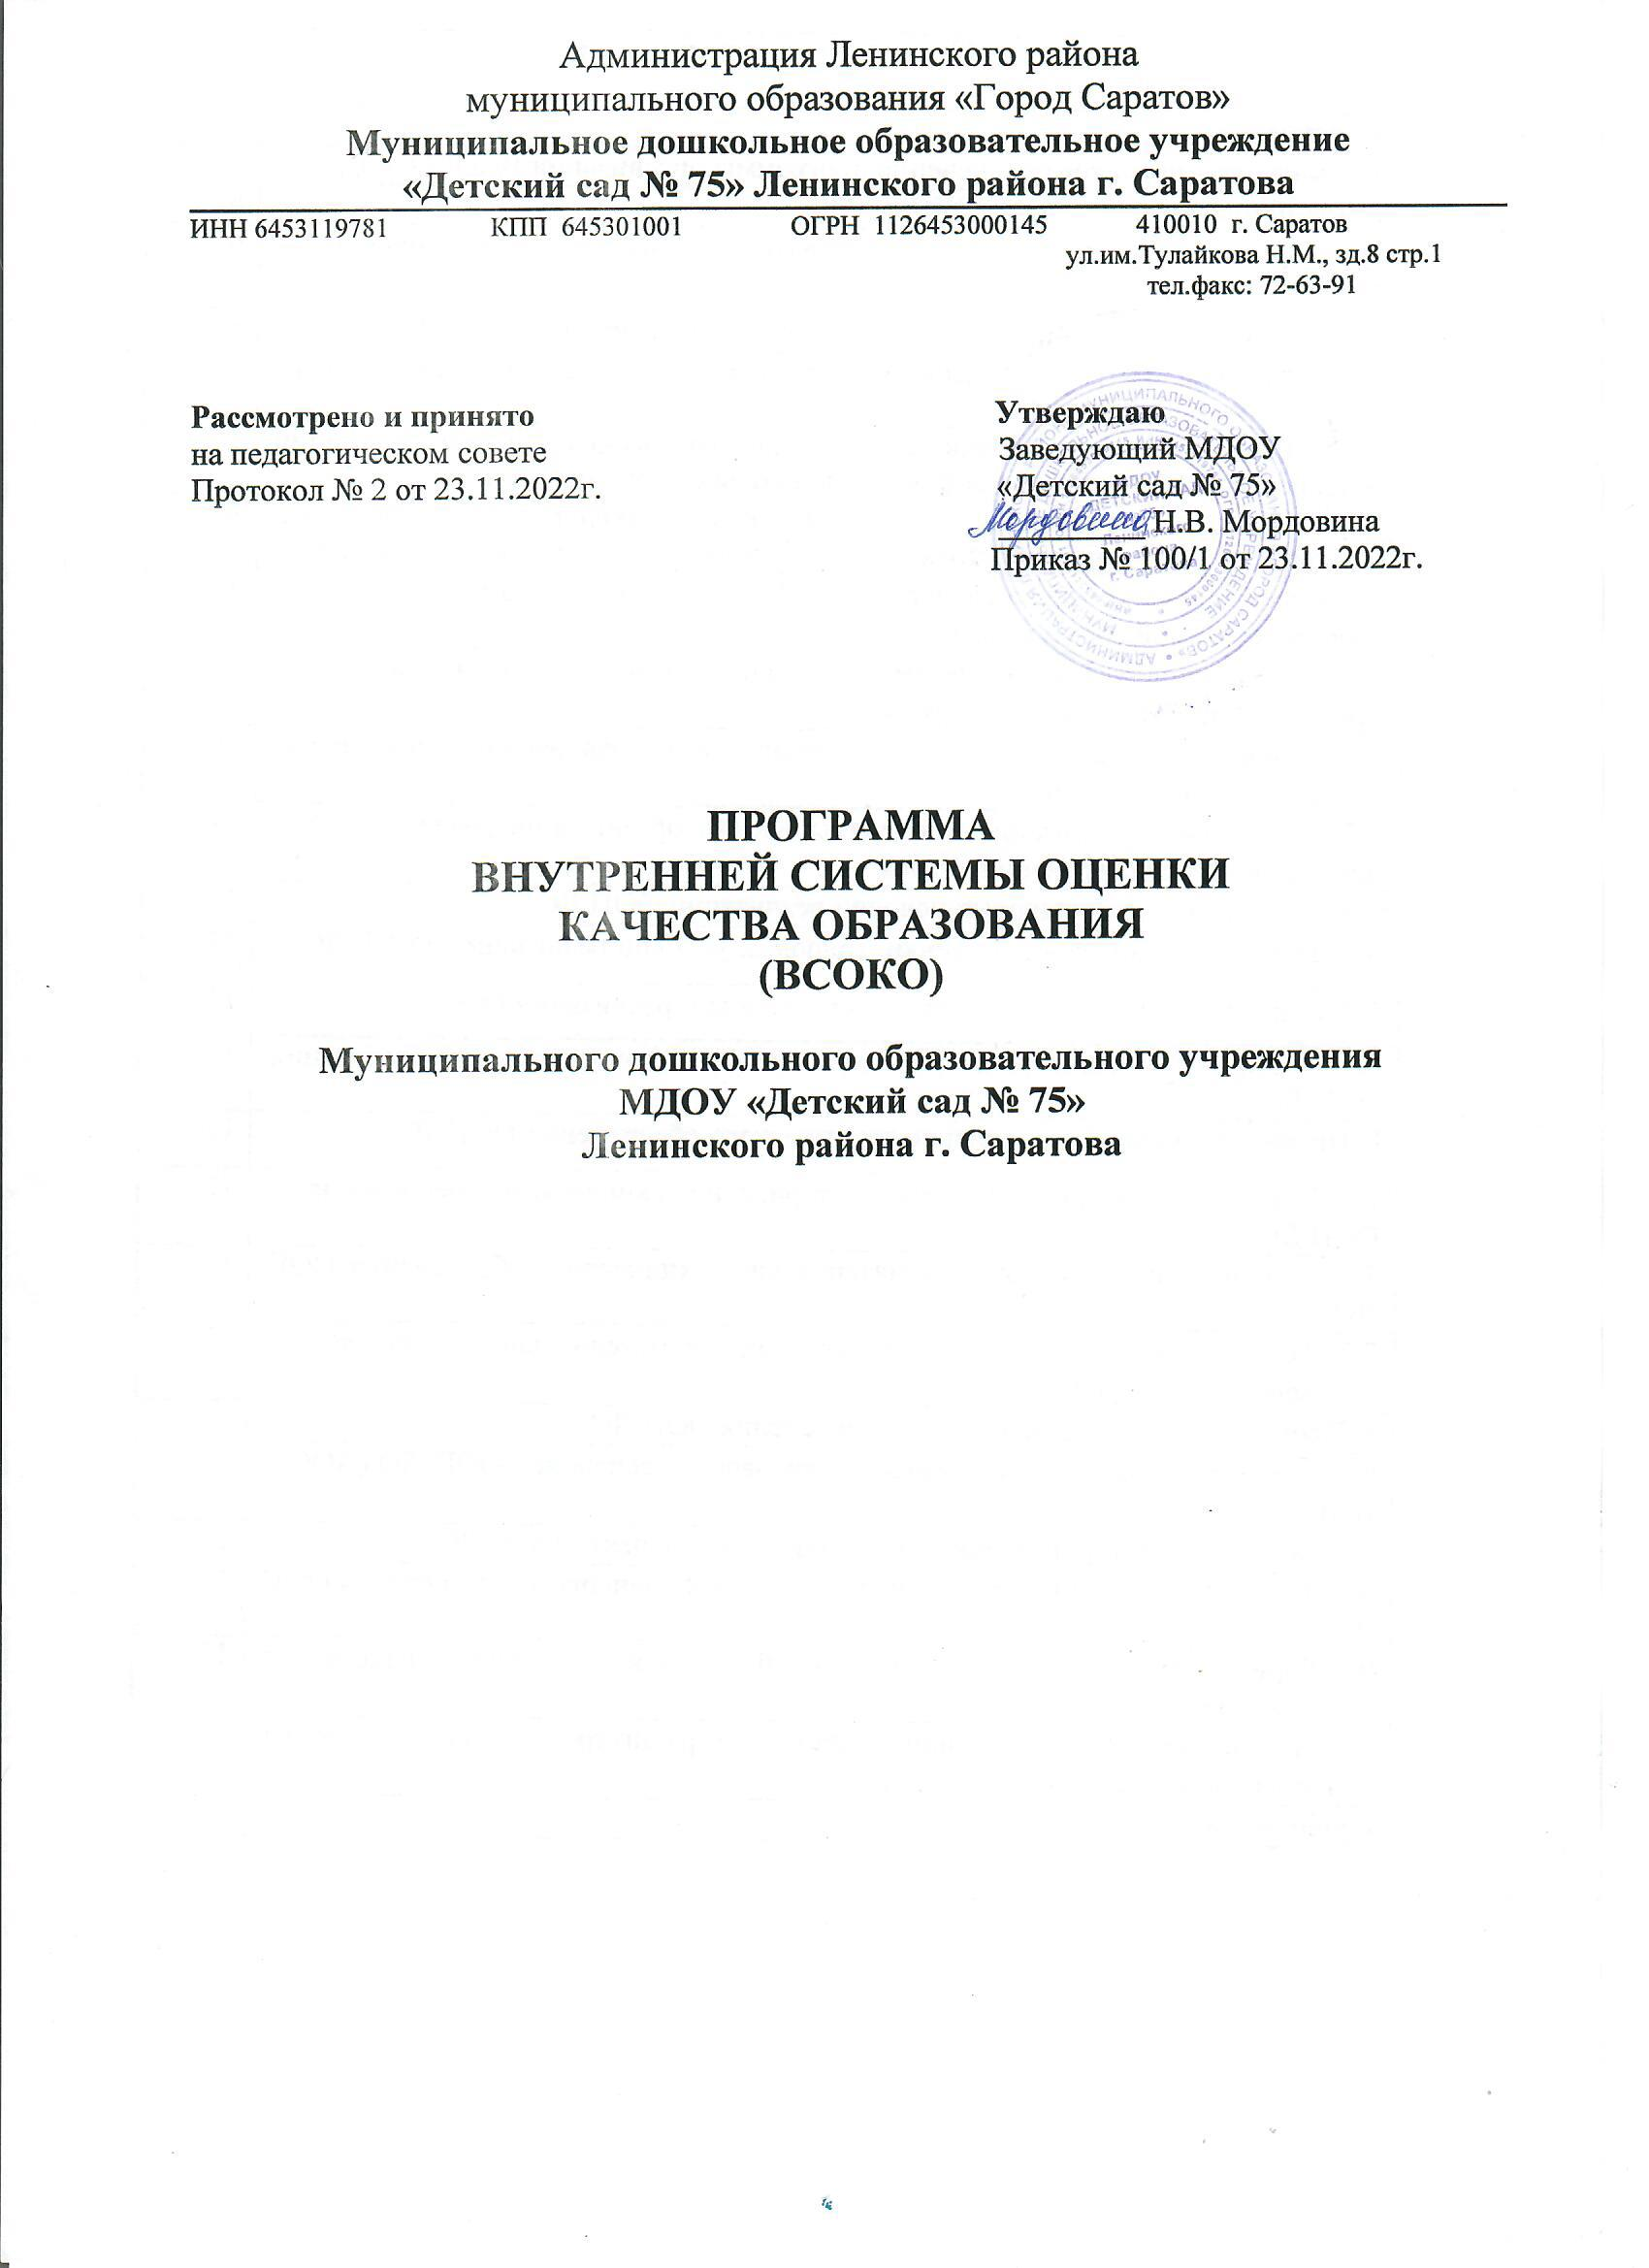 Администрация Ленинского района
муниципального образования «Город Саратов»
Муниципальное дошкольное образовательное учреждение
«Детский сад № 75» Ленинского района г. Саратова
ИНН 6453119781 КПП 645301001 ОГРН 1126453000145 410010 г. Саратов
ул.им.Тулайкова Н.М., зд.8 стр.1
тел.факс: 72-63-91
Рассмотрено и принято
на педагогическом совете
Протокол № 2 от 23.11.2022г.
Утверждаю
Заведующий МДОУ
«Детский сад № 75»
Мордовина Н.В. Мордовина
Приказ № 100/1 от 23.11.2022г.
ПРОГРАММА
ВНУТРЕННЕЙ СИСТЕМЫ ОЦЕНКИ
КАЧЕСТВА ОБРАЗОВАНИЯ
(ВСОКО)
Муниципального дошкольного образовательного учреждения
МДОУ «Детский сад № 75»
Ленинского района г. Саратова